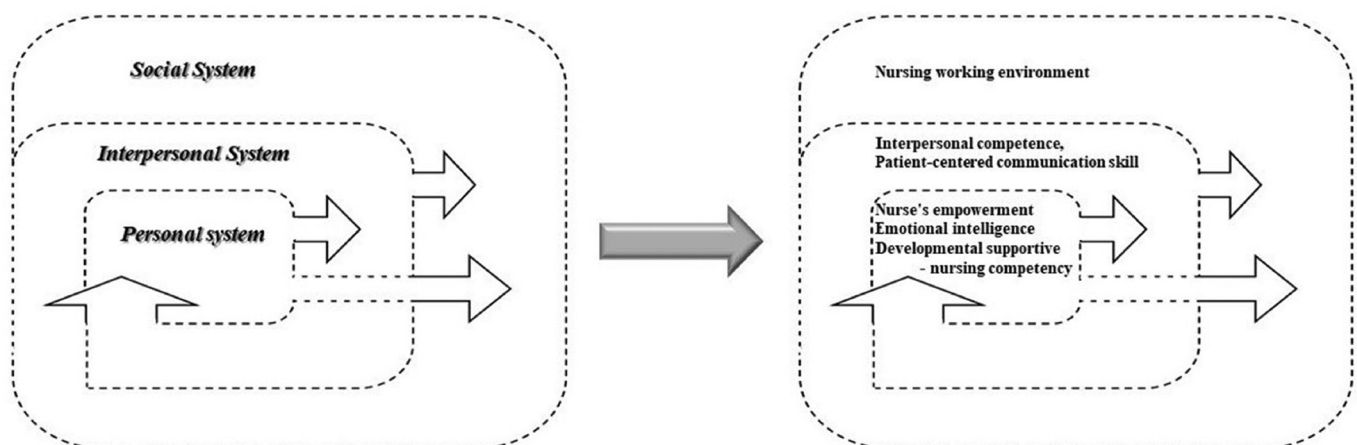 Social System
Interpersonal System
Personal system
Nursing working environment
Interpersonal competence,
Patient-centered communication skill
Nurse's empowerment
Emotional intelligence
Developmental supportive
- nursing competency